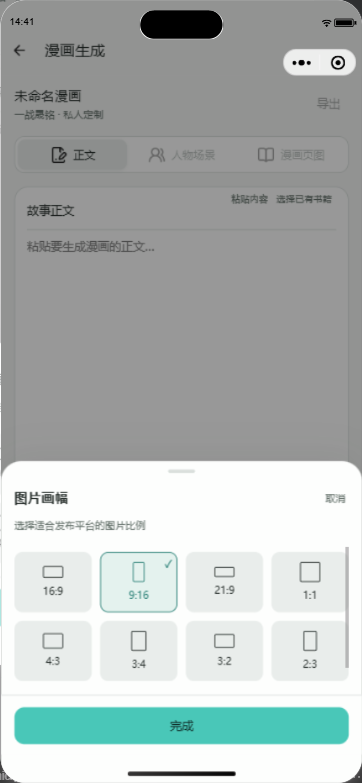 14:41
漫画生成
未命名漫画
导出
一战最铭 · 私人定制
正文
人物场景
漫画页图
粘贴内容 选择已有书籍
故事正文
粘贴要生成漫画的正文...
图片画幅
取消
选择适合发布平台的图片比例
16:9
9:16
21:9
1:1
4:3
3:4
3:2
2:3
完成